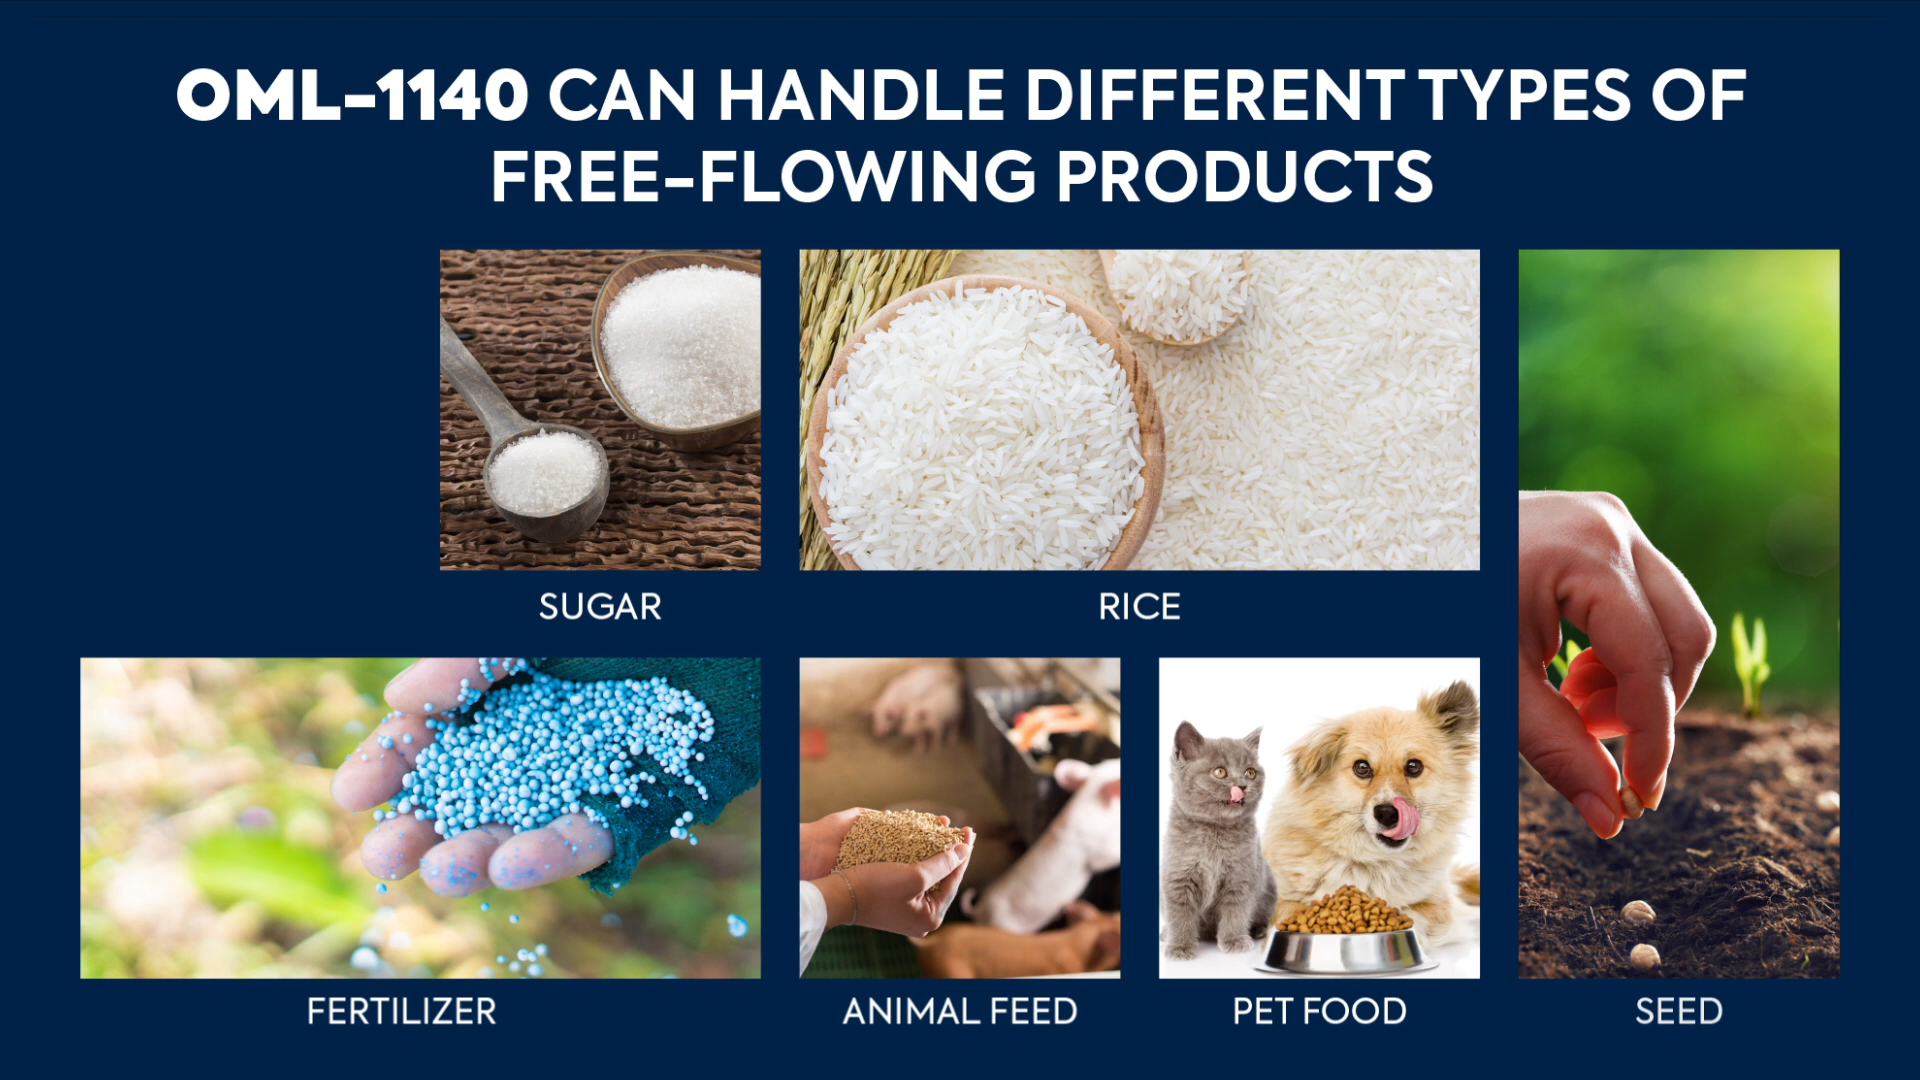 OML-1140 CAN HANDLE DIFFERENT TYPES OF
FREE-FLOWING PRODUCTS
SUGAR
RICE
FERTILIZER
ANIMAL FEED
PET FOOD
SEED